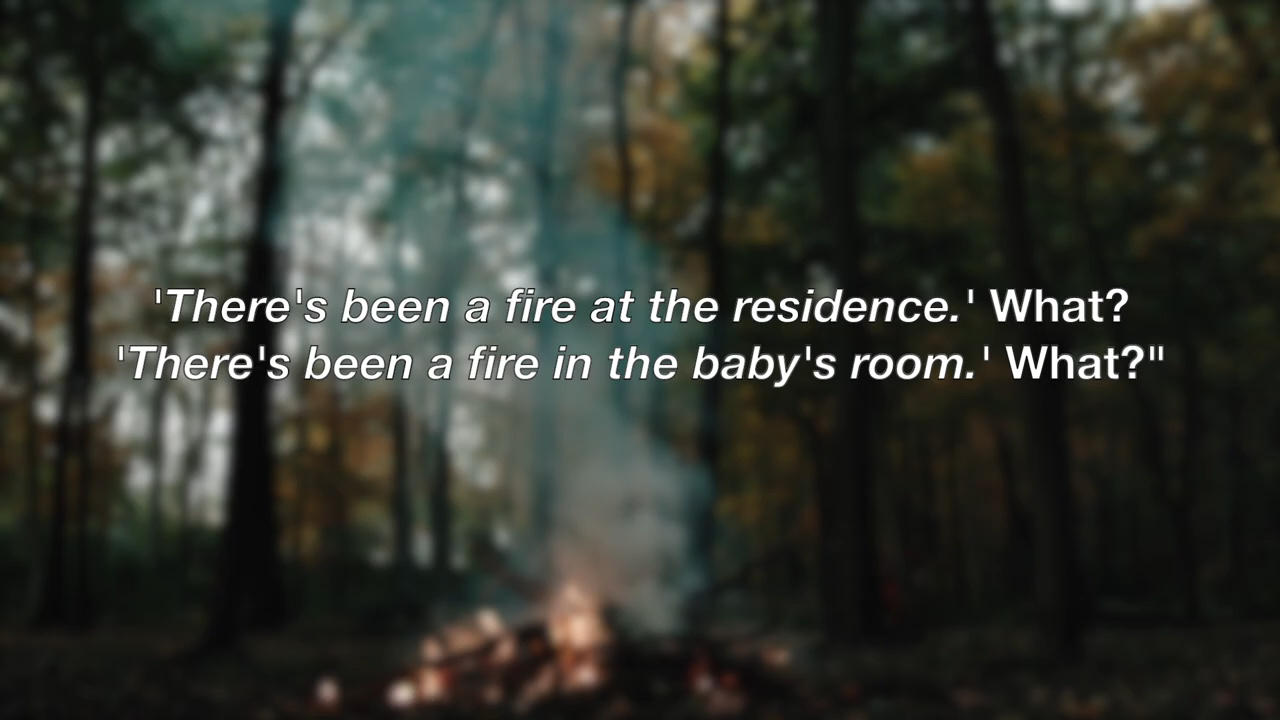 'There's been a fire at the residence.' What?
'There's been a fire in the baby's room.' What?"